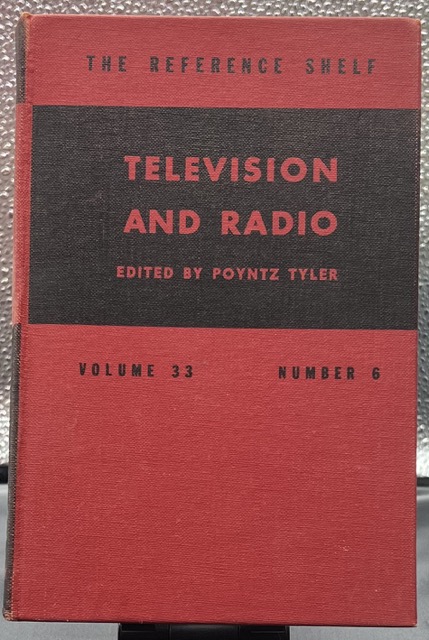 THE REFERENCE SHELF
TELEVISION
AND RADIO
EDITED BY POYNTZ TYLER
VOLUME 33 NUMBER 6